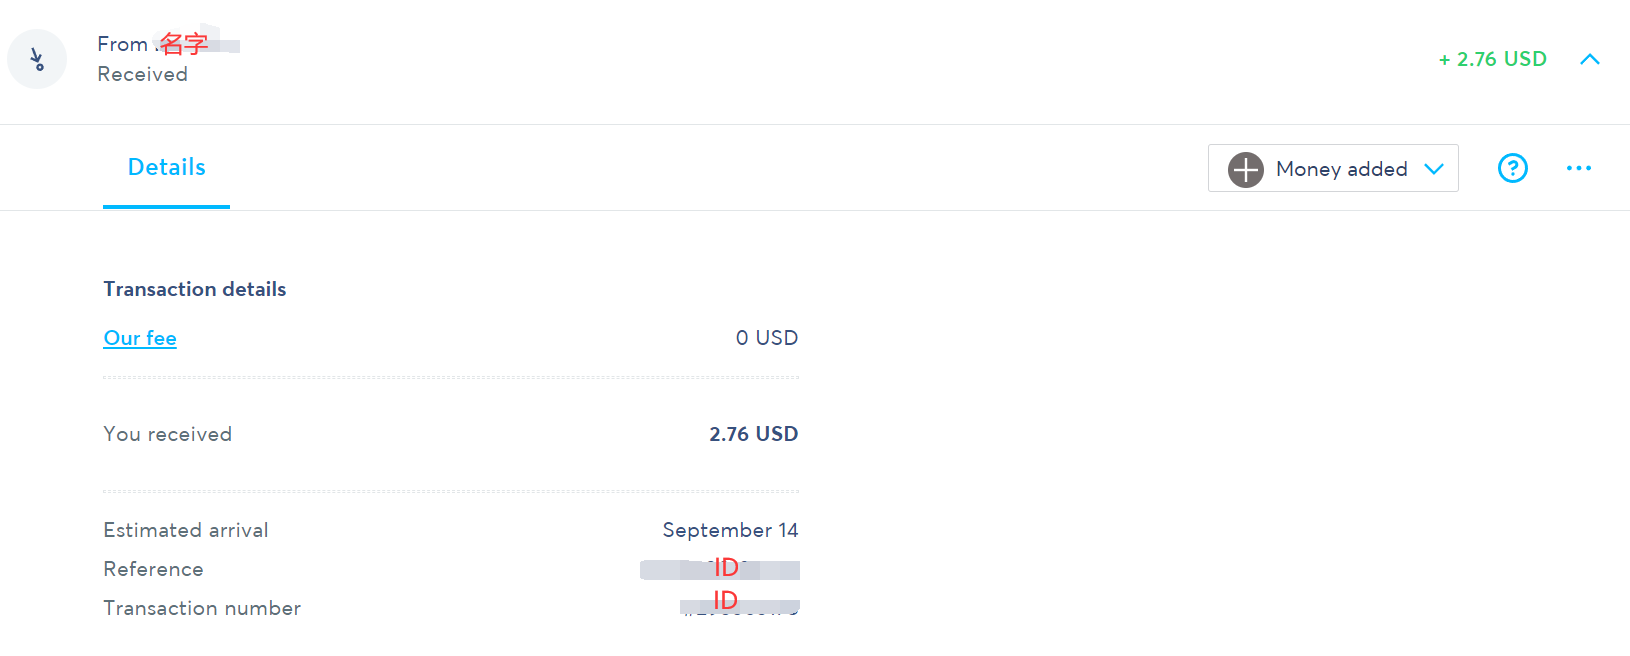 From 名字
Received
+ 2.76 USD
Details
Money added
Transaction details
Our fee 0 USD
You received 2.76 USD
Estimated arrival September 14
Reference ID
Transaction number ID